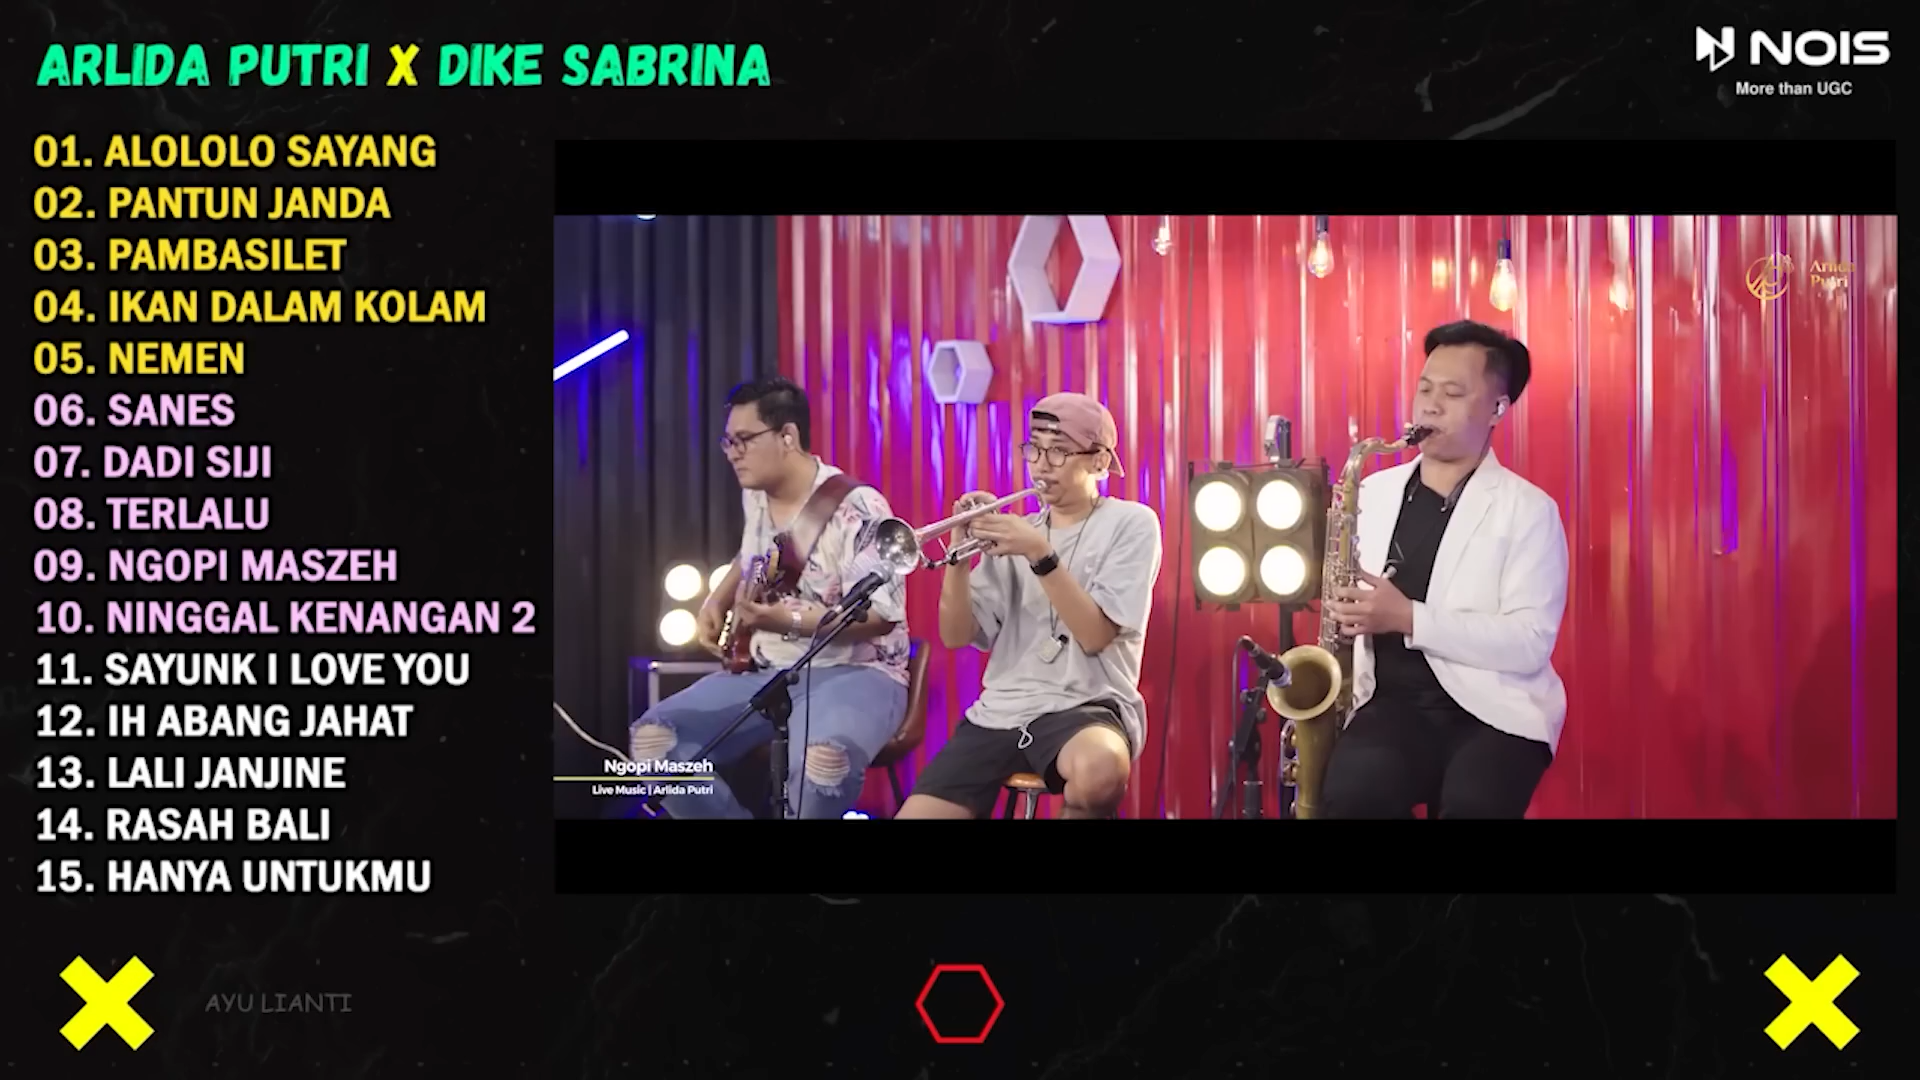 ARLIDA PUTRI X DIKE SABRINA
NOIS
More than UGC
01. ALOLOLO SAYANG
02. PANTUN JANDA
03. PAMBASILET
04. IKAN DALAM KOLAM
05. NEMEN
06. SANES
07. DADI SIJI
08. TERLALU
09. NGOPI MASZEH
10. NINGGAL KENANGAN 2
11. SAYUNK I LOVE YOU
12. IH ABANG JAHAT
13. LALI JANJINE
14. RASAH BALI
15. HANYA UNTUKMU
Arlida
Putri
Ngopi Maszeh
Live Music | Arlida Putri
AYU LIANTI